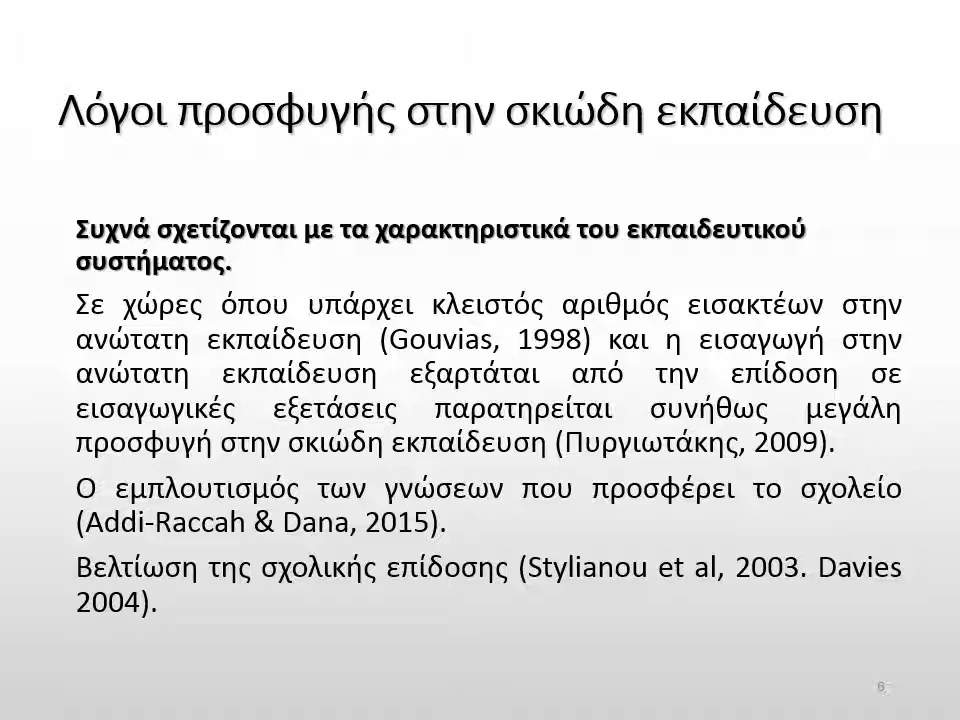 Λόγοι προσφυγής στην σκιώδη εκπαίδευση
Συχνά σχετίζονται με τα χαρακτηριστικά του εκπαιδευτικού
συστήματος.
Σε χώρες όπου υπάρχει κλειστός αριθμός εισακτέων στην
ανώτατη εκπαίδευση (Gouvias, 1998) και η εισαγωγή στην
ανώτατη εκπαίδευση εξαρτάται από την επίδοση σε
εισαγωγικές εξετάσεις παρατηρείται συνήθως μεγάλη
προσφυγή στην σκιώδη εκπαίδευση (Πυργιωτάκης, 2009).
Ο εμπλουτισμός των γνώσεων που προσφέρει το σχολείο
(Addi-Raccah & Dana, 2015).
Βελτίωση της σχολικής επίδοσης (Stylianou et al, 2003. Davies
2004).
6